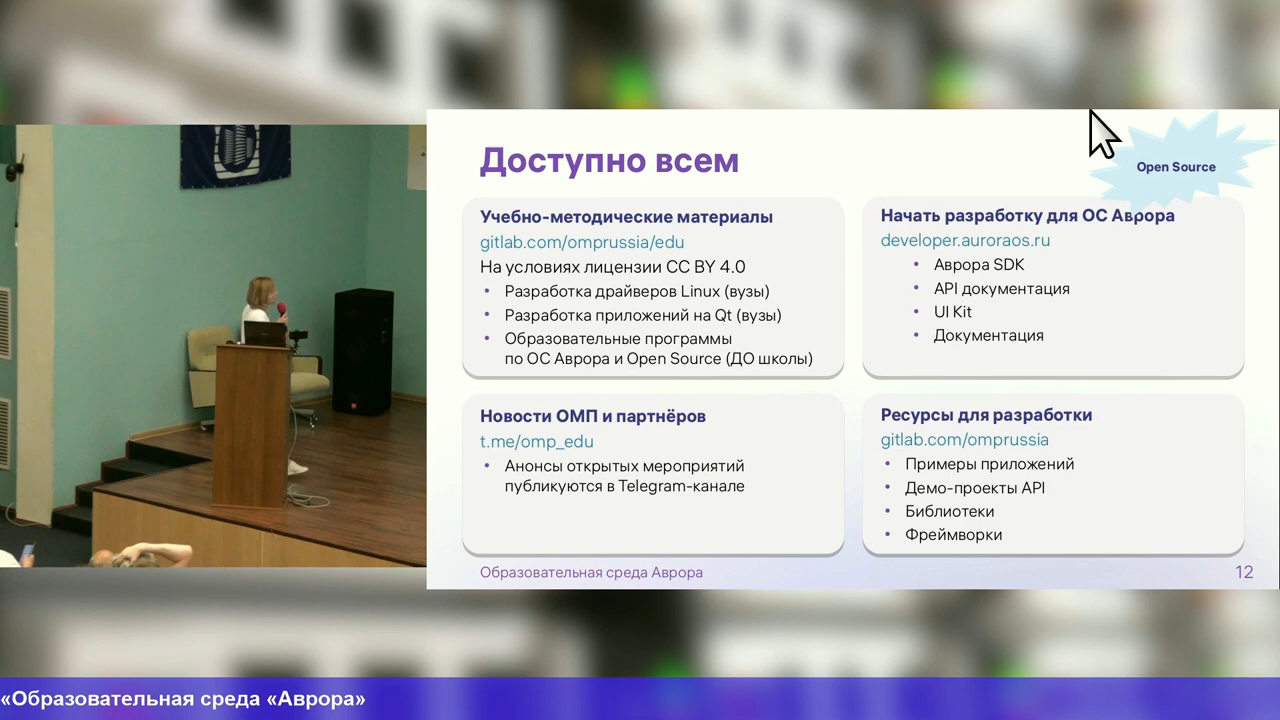 Доступно всем
Open Source
Учебно-методические материалы
gitlab.com/omprussia/edu
На условиях лицензии CC BY 4.0
• Разработка драйверов Linux (вузы)
• Разработка приложений на Qt (вузы)
• Образовательные программы
по ОС Аврора и Open Source (ДО школы)
Начать разработку для ОС Аврора
developer.auroraos.ru
• Аврора SDK
• API документация
• UI Kit
• Документация
Новости ОМП и партнёров
t.me/omp_edu
• Анонсы открытых мероприятий
публикуются в Telegram-канале
Ресурсы для разработки
gitlab.com/omprussia
• Примеры приложений
• Демо-проекты API
• Библиотеки
• Фреймворки
Образовательная среда Аврора
12
«Образовательная среда «Аврора»